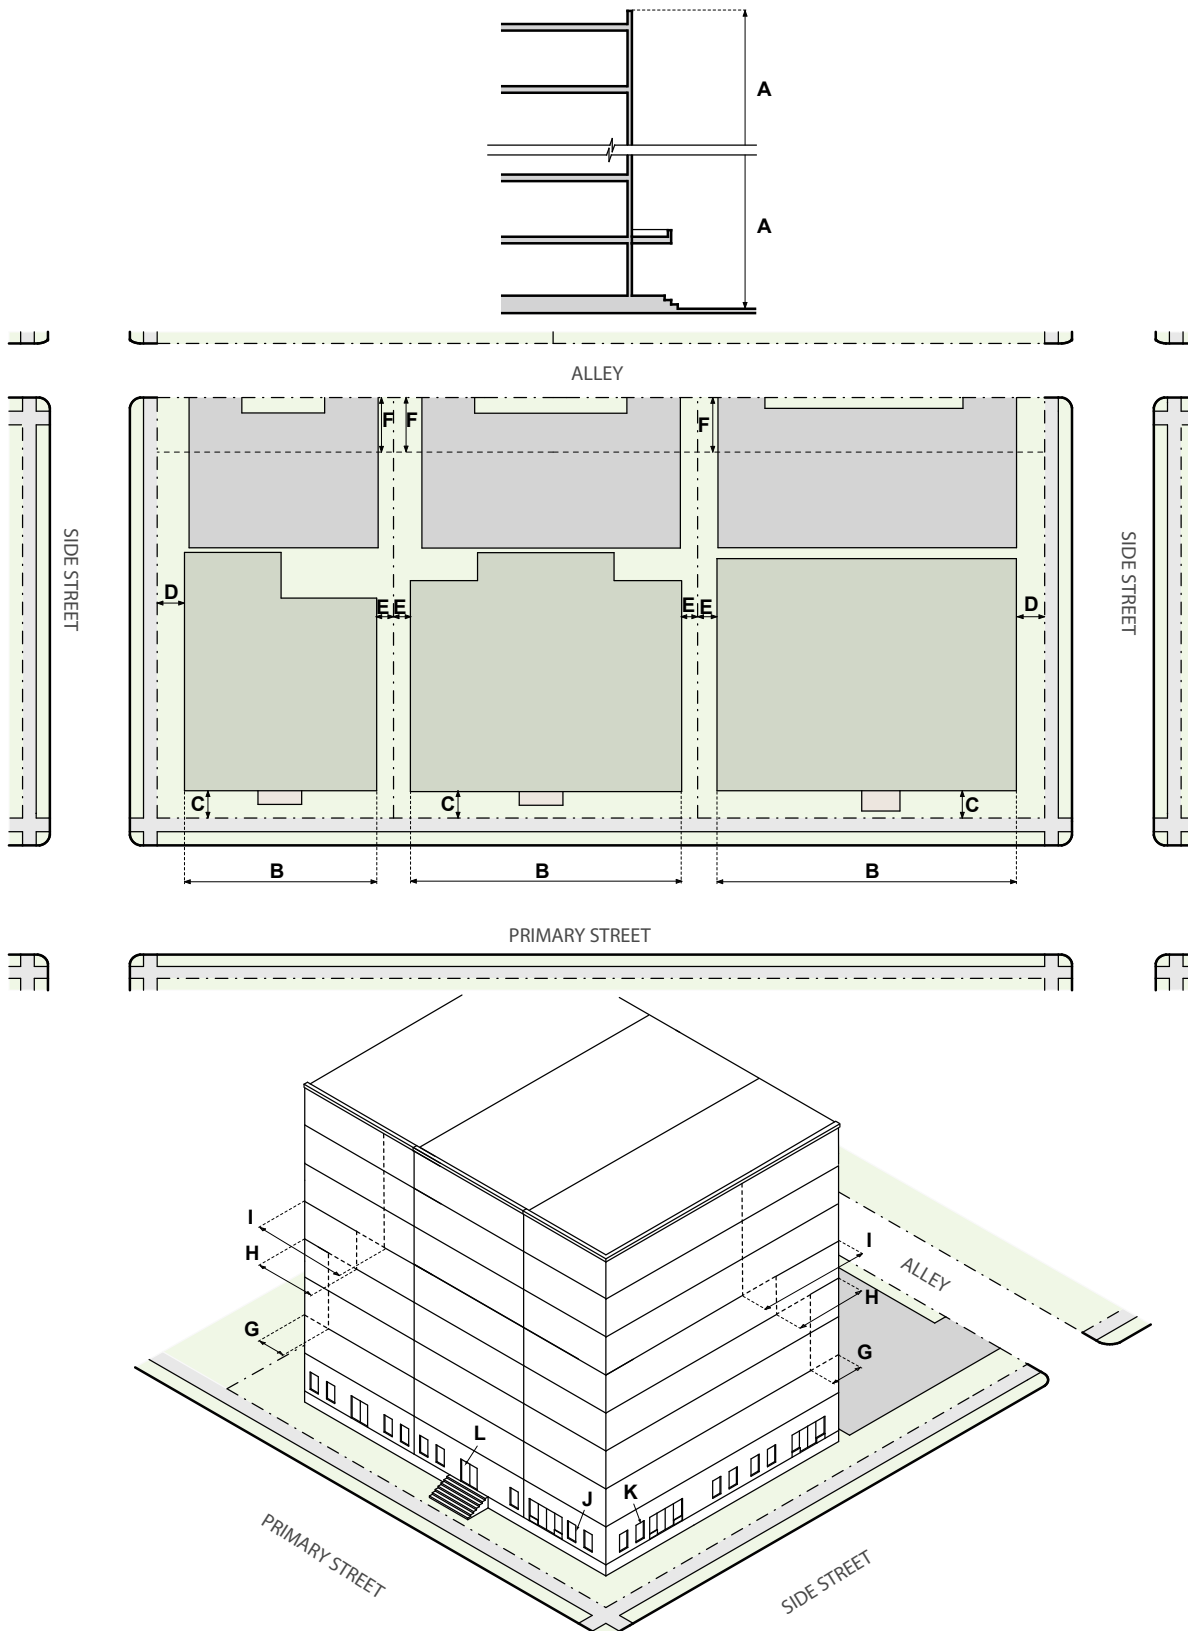 A
A
ALLEY
F F F
SIDE STREET
SIDE STREET
D E E E E D
C C C
B B B
PRIMARY STREET
I
H
G
I
H
G
ALLEY
L
J
K
PRIMARY STREET
SIDE STREET